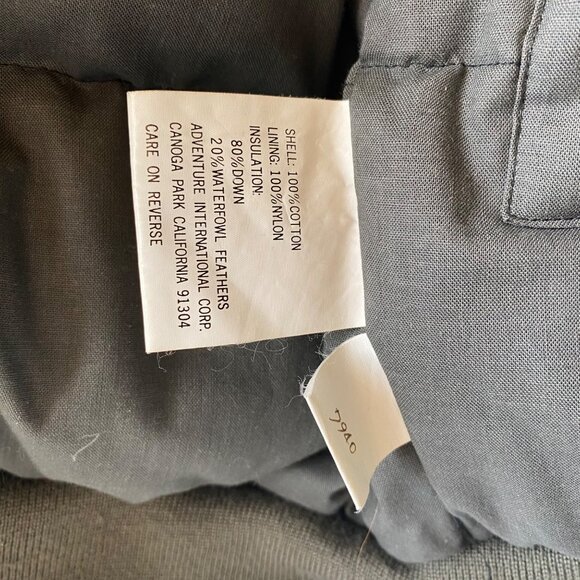 SHELL: 100%COTTON
LINING: 100%NYLON
INSULATION:
80%DOWN
20%WATERFOWL FEATHERS
ADVENTURE INTERNATIONAL CORP.
CANOGA PARK CALIFORNIA 91304
CARE ON REVERSE
7940